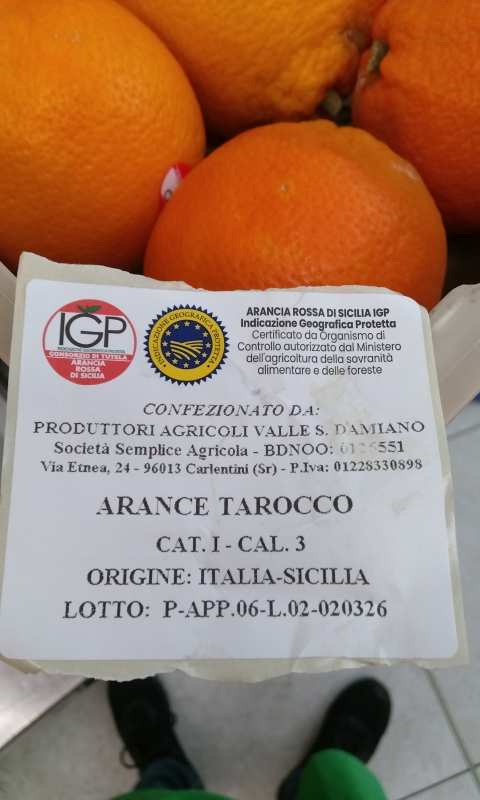 IGP
CONSORZIO DI TUTELA
ARANCIA
ROSSA
DI SICILIA
INDICAZIONE GEOGRAFICA PROTETTA
ARANCIA ROSSA DI SICILIA IGP
Indicazione Geografica Protetta
Certificato da Organismo di
Controllo autorizzato dal Ministero
dell'agricoltura della sovranità
alimentare e delle foreste
CONFEZIONATO DA:
PRODUTTORI AGRICOLI VALLE S. D'AMIANO
Società Semplice Agricola - BDNOO:
Via Etnea, 24 - 96013 Carlentini (Sr) - P.Iva: 01228330898
ARANCE TAROCCO
CAT. I - CAL. 3
ORIGINE: ITALIA-SICILIA
LOTTO: P-APP.06-L.02-020326